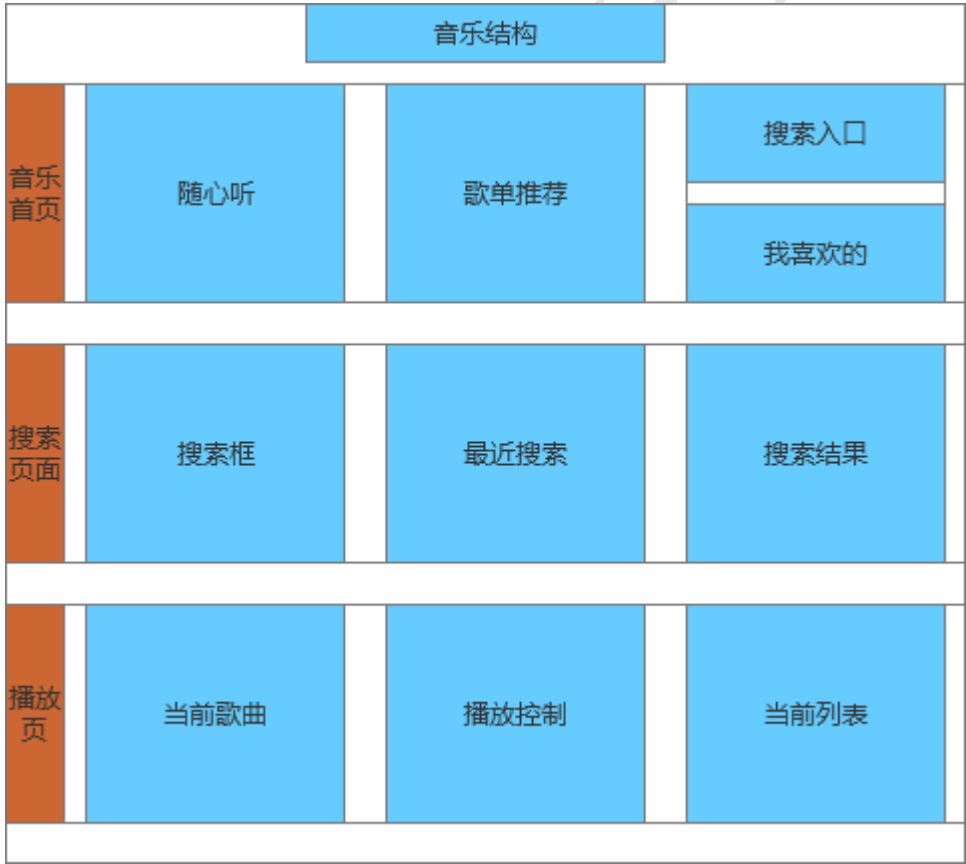 音乐结构
音乐
首页
随心听
歌单推荐
搜索入口
我喜欢的
搜索
页面
搜索框
最近搜索
搜索结果
播放
页
当前歌曲
播放控制
当前列表